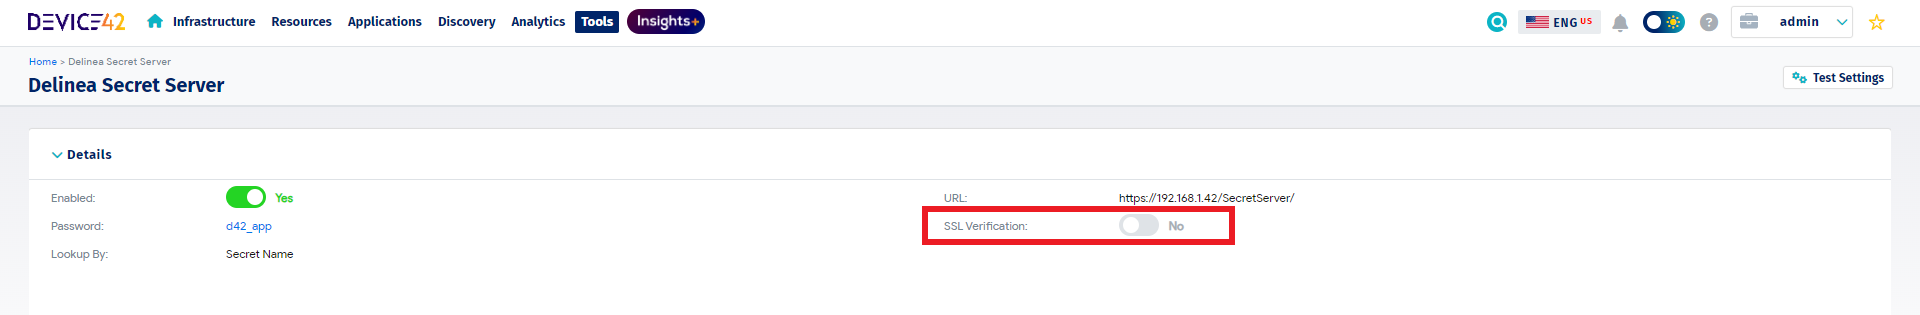 DEVICE42 Infrastructure Resources Applications Discovery Analytics Tools Insights+ ENG US ? admin
Home > Delinea Secret Server
Delinea Secret Server
Test Settings
Details
Enabled: Yes URL: https://192.168.1.42/SecretServer/
Password: d42_app SSL Verification: No
Lookup By: Secret Name